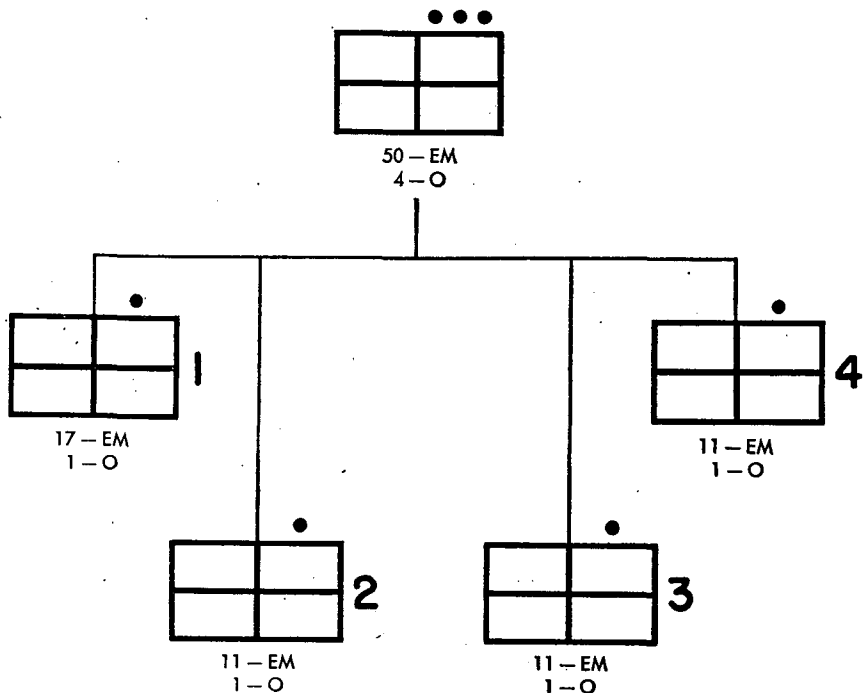 50 – EM
4 – O
1
17 – EM
1 – O
4
11 – EM
1 – O
2
11 – EM
1 – O
3
11 – EM
1 – O